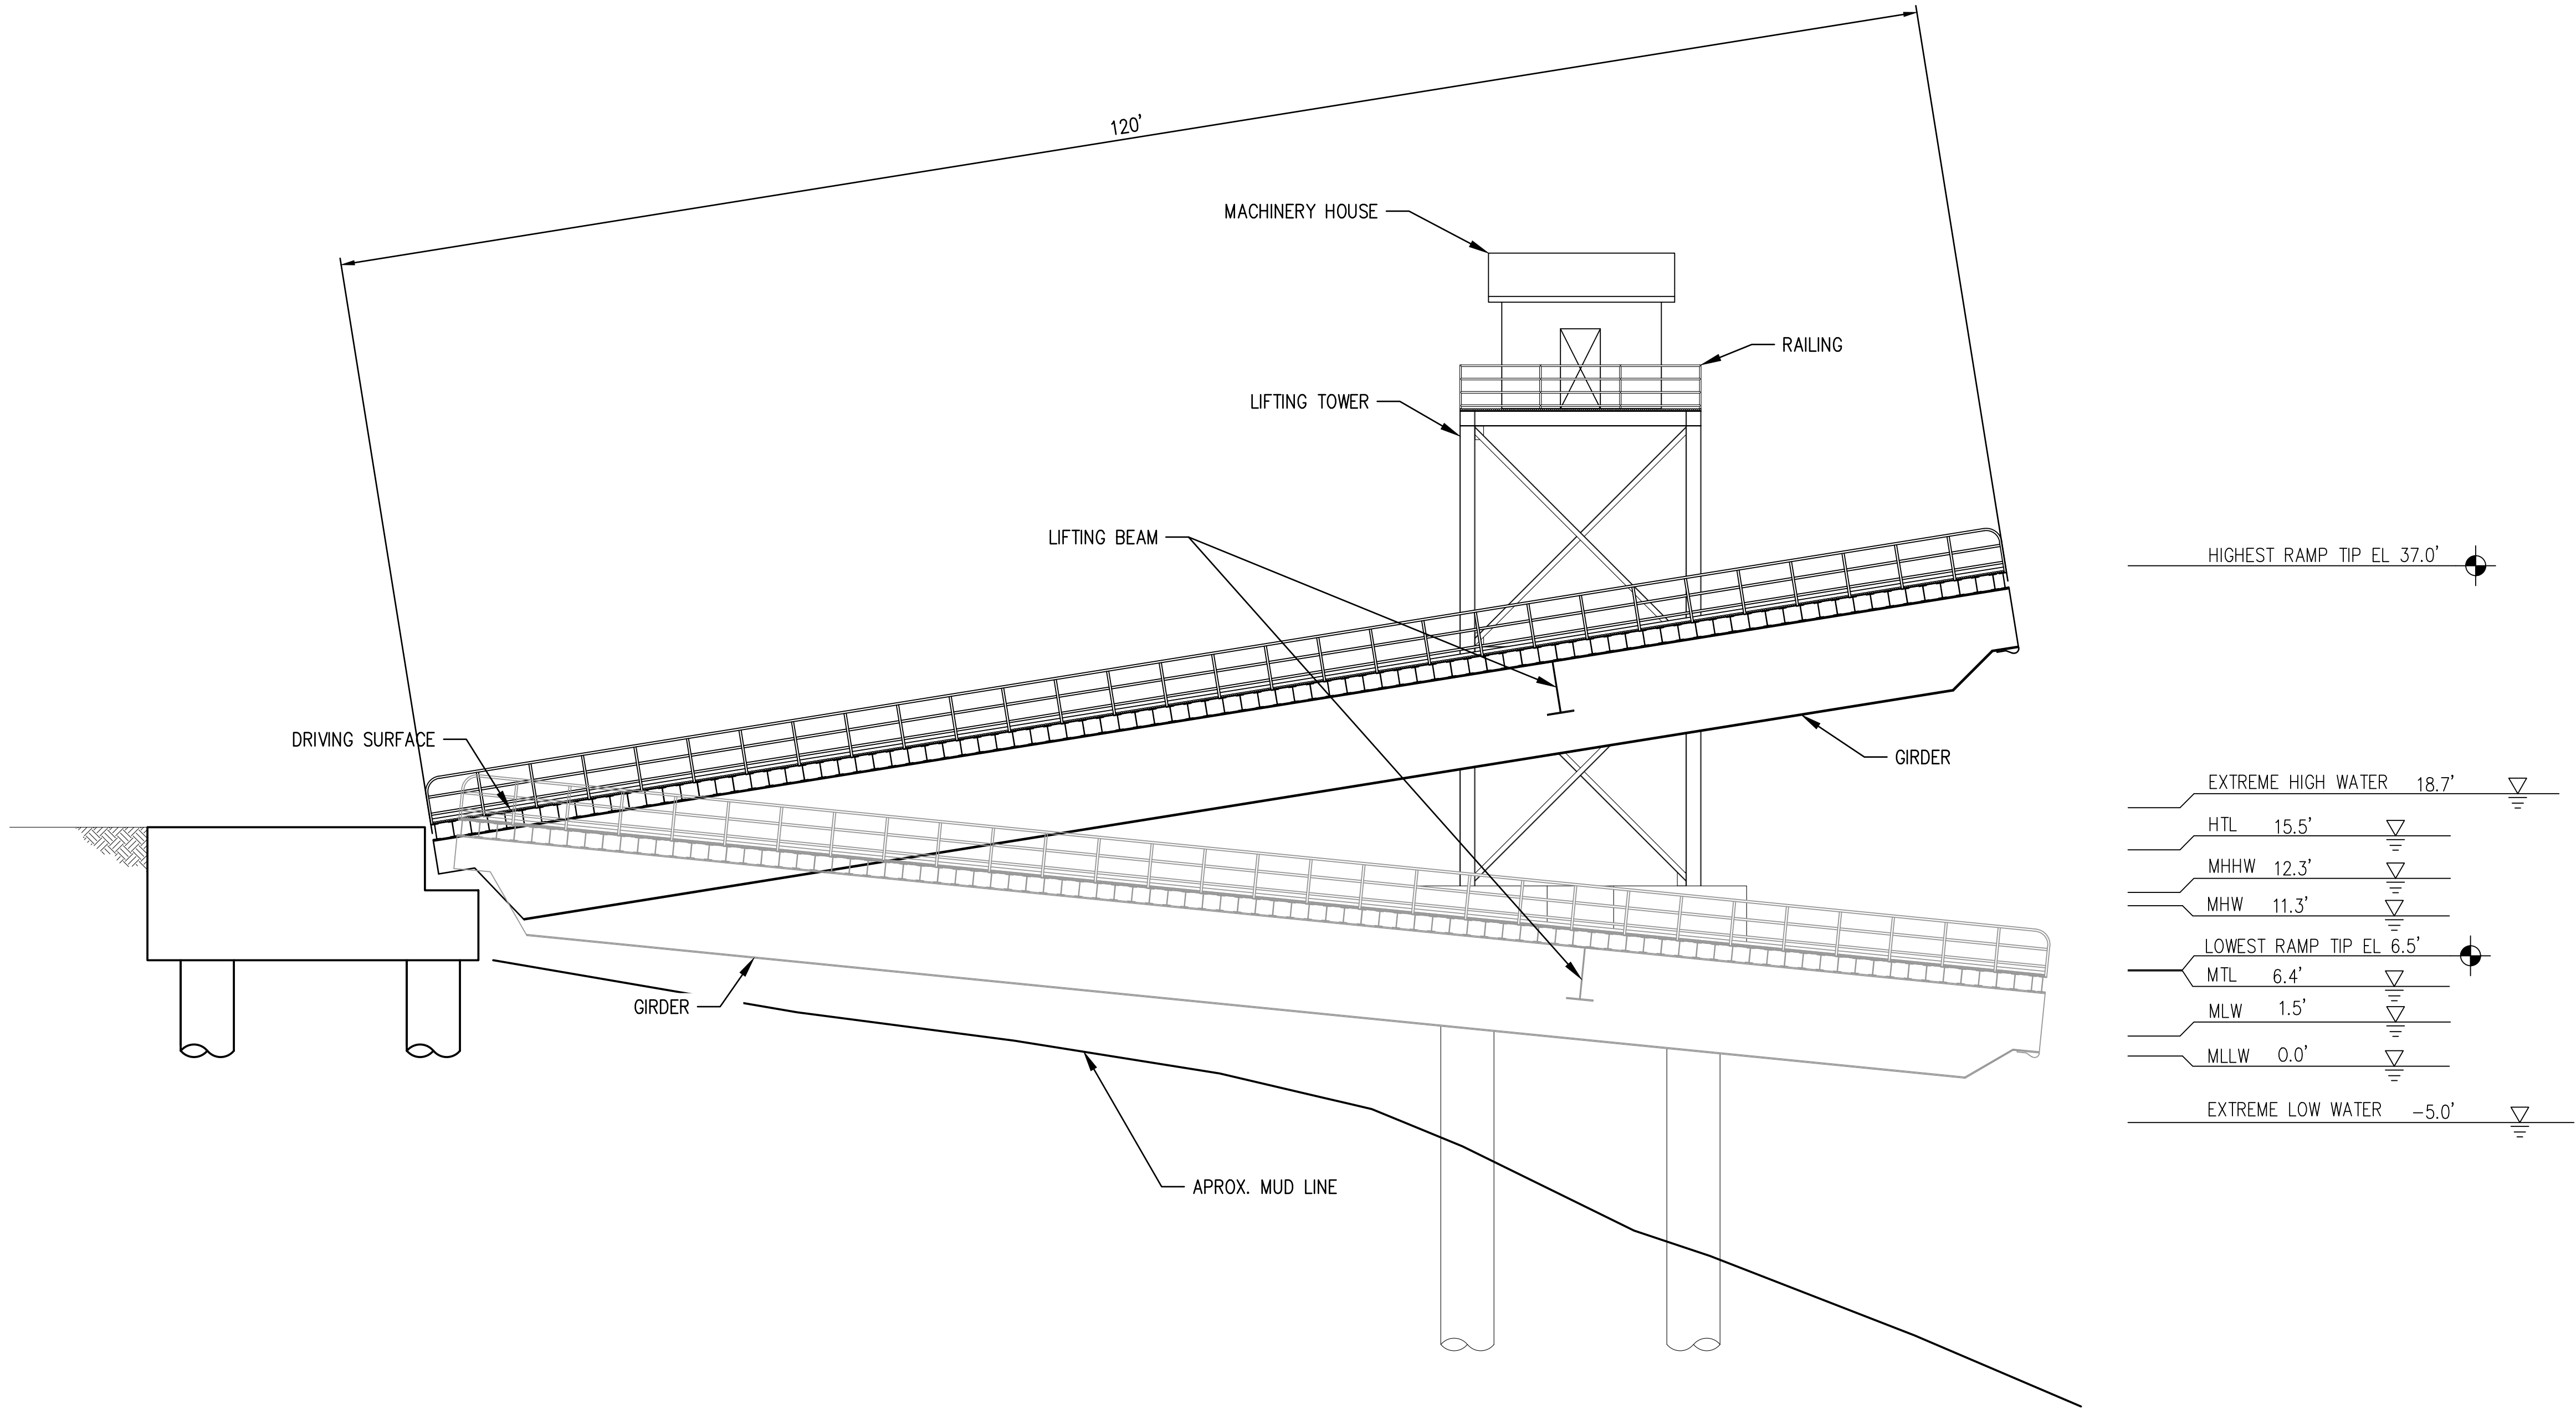 120'
MACHINERY HOUSE
RAILING
LIFTING TOWER
LIFTING BEAM
HIGHEST RAMP TIP EL 37.0'
DRIVING SURFACE
GIRDER
EXTREME HIGH WATER 18.7'
HTL 15.5'
MHHW 12.3'
MHW 11.3'
LOWEST RAMP TIP EL 6.5'
MTL 6.4'
GIRDER
MLW 1.5'
MLLW 0.0'
EXTREME LOW WATER -5.0'
APROX. MUD LINE